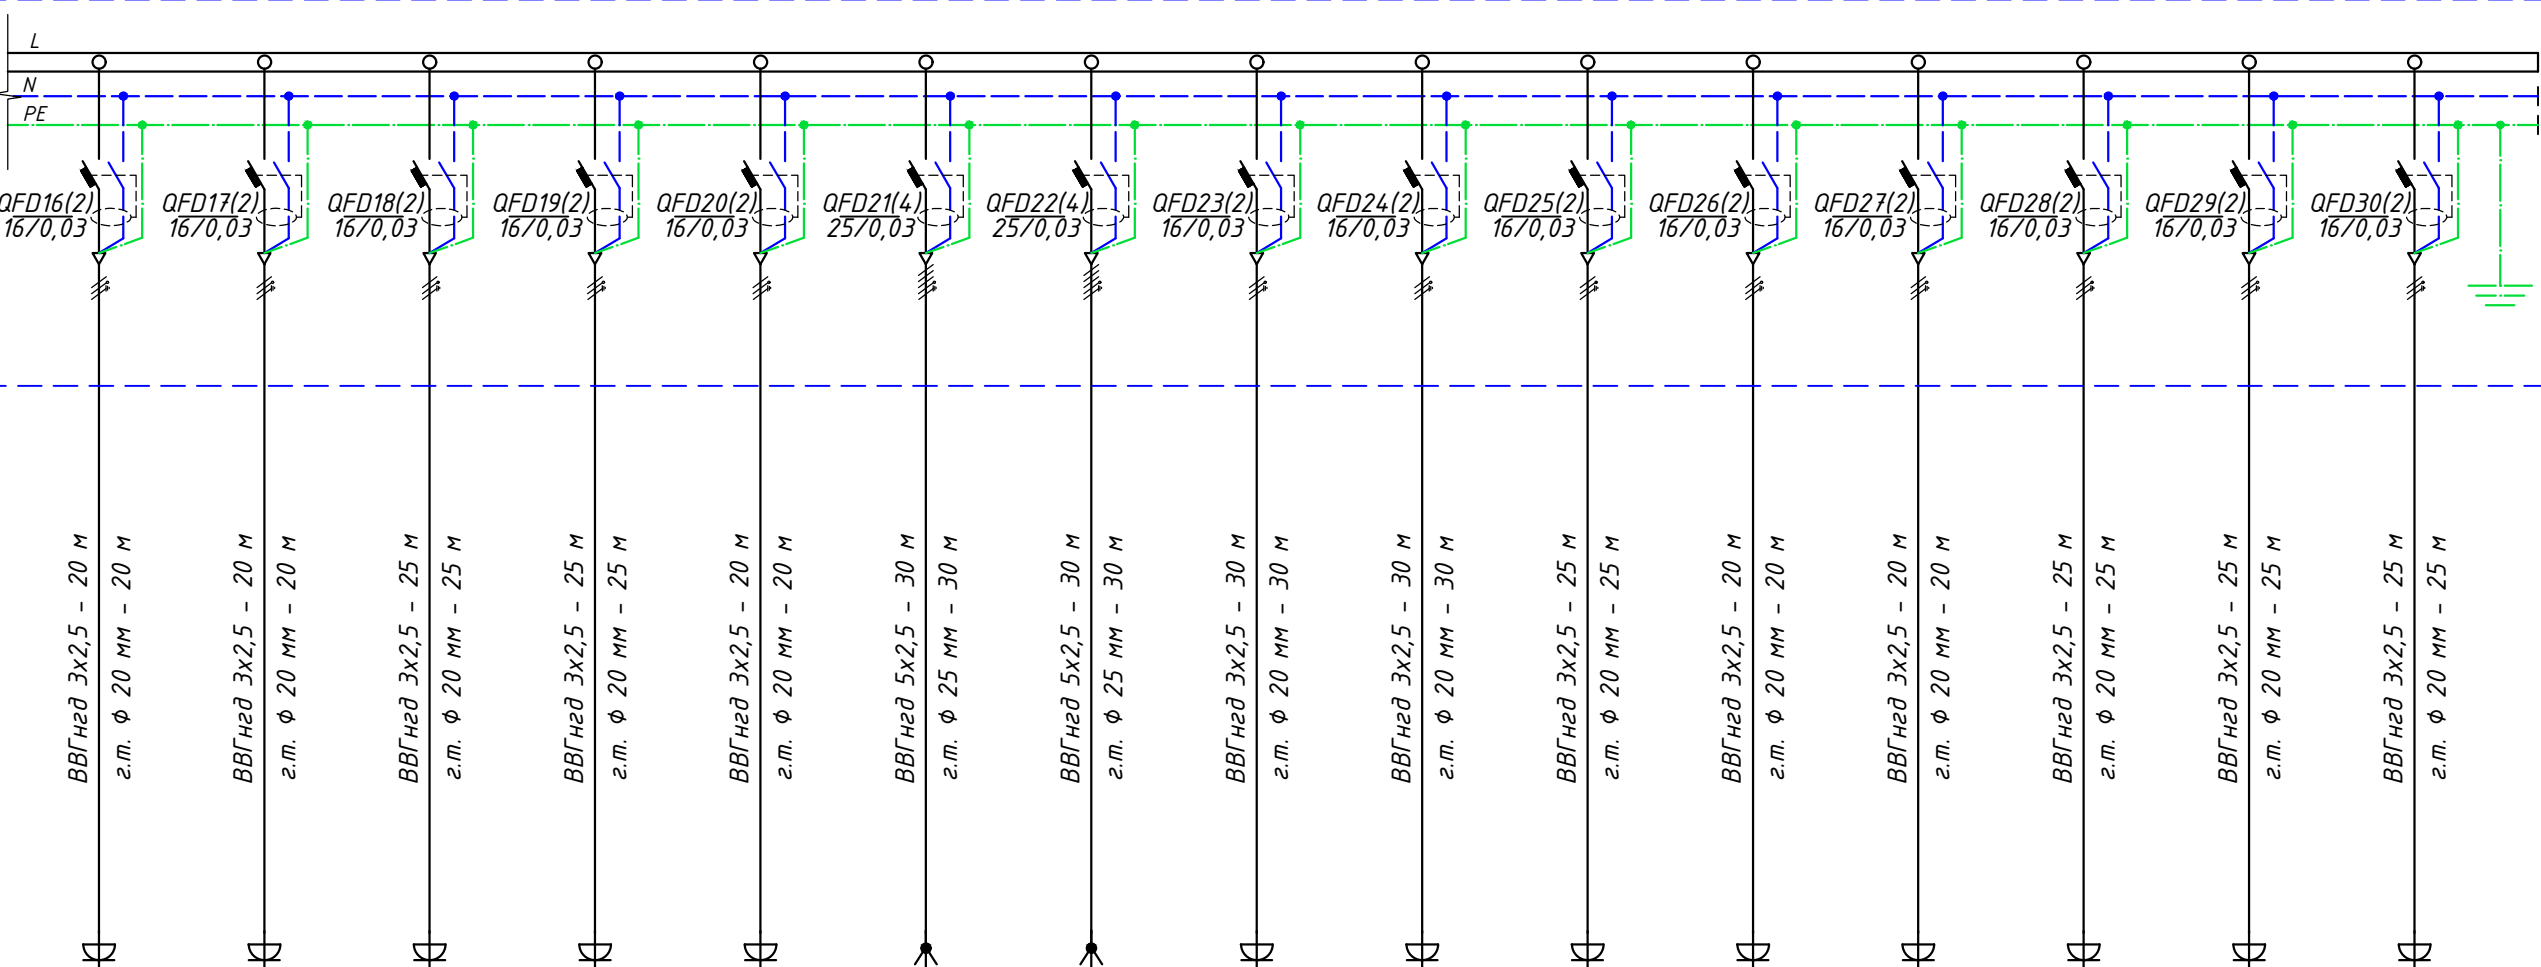 L
N
PE
QFD16(2)
16/0,03
QFD17(2)
16/0,03
QFD18(2)
16/0,03
QFD19(2)
16/0,03
QFD20(2)
16/0,03
QFD21(4)
25/0,03
QFD22(4)
25/0,03
QFD23(2)
16/0,03
QFD24(2)
16/0,03
QFD25(2)
16/0,03
QFD26(2)
16/0,03
QFD27(2)
16/0,03
QFD28(2)
16/0,03
QFD29(2)
16/0,03
QFD30(2)
16/0,03
ВВГнгд 3х2,5 - 20 м
г.т. Ф 20 мм - 20 м
ВВГнгд 3х2,5 - 20 м
г.т. Ф 20 мм - 20 м
ВВГнгд 3х2,5 - 25 м
г.т. Ф 20 мм - 25 м
ВВГнгд 3х2,5 - 25 м
г.т. Ф 20 мм - 25 м
ВВГнгд 3х2,5 - 20 м
г.т. Ф 20 мм - 20 м
ВВГнгд 5х2,5 - 30 м
г.т. Ф 25 мм - 30 м
ВВГнгд 5х2,5 - 30 м
г.т. Ф 25 мм - 30 м
ВВГнгд 3х2,5 - 30 м
г.т. Ф 20 мм - 30 м
ВВГнгд 3х2,5 - 30 м
г.т. Ф 20 мм - 30 м
ВВГнгд 3х2,5 - 25 м
г.т. Ф 20 мм - 25 м
ВВГнгд 3х2,5 - 20 м
г.т. Ф 20 мм - 20 м
ВВГнгд 3х2,5 - 20 м
г.т. Ф 20 мм - 20 м
ВВГнгд 3х2,5 - 25 м
г.т. Ф 20 мм - 25 м
ВВГнгд 3х2,5 - 25 м
г.т. Ф 20 мм - 25 м
ВВГнгд 3х2,5 - 25 м
г.т. Ф 20 мм - 25 м